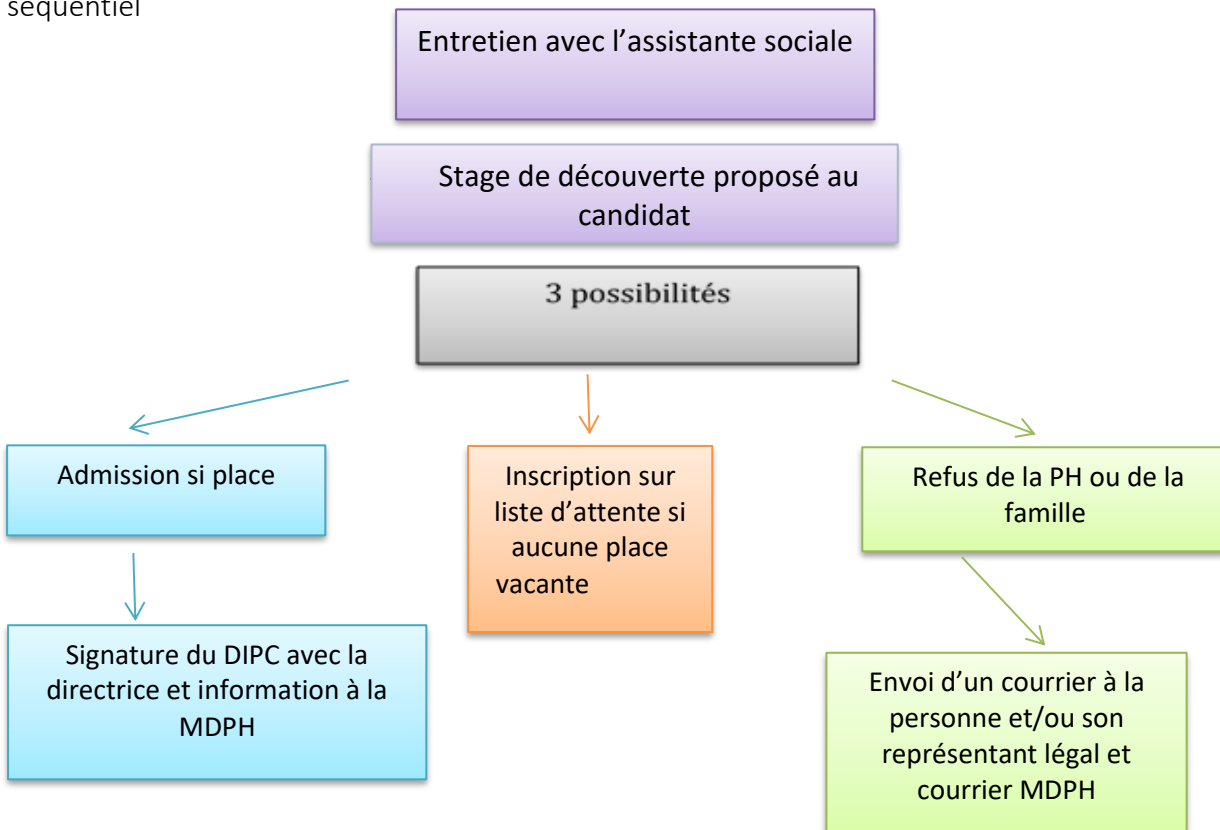 séquentiel
Entretien avec l’assistante sociale
Stage de découverte proposé au
candidat
3 possibilités
Admission si place
Inscription sur
liste d’attente si
aucune place
vacante
Refus de la PH ou de la
famille
Signature du DIPC avec la
directrice et information à la
MDPH
Envoi d’un courrier à la
personne et/ou son
représentant légal et
courrier MDPH